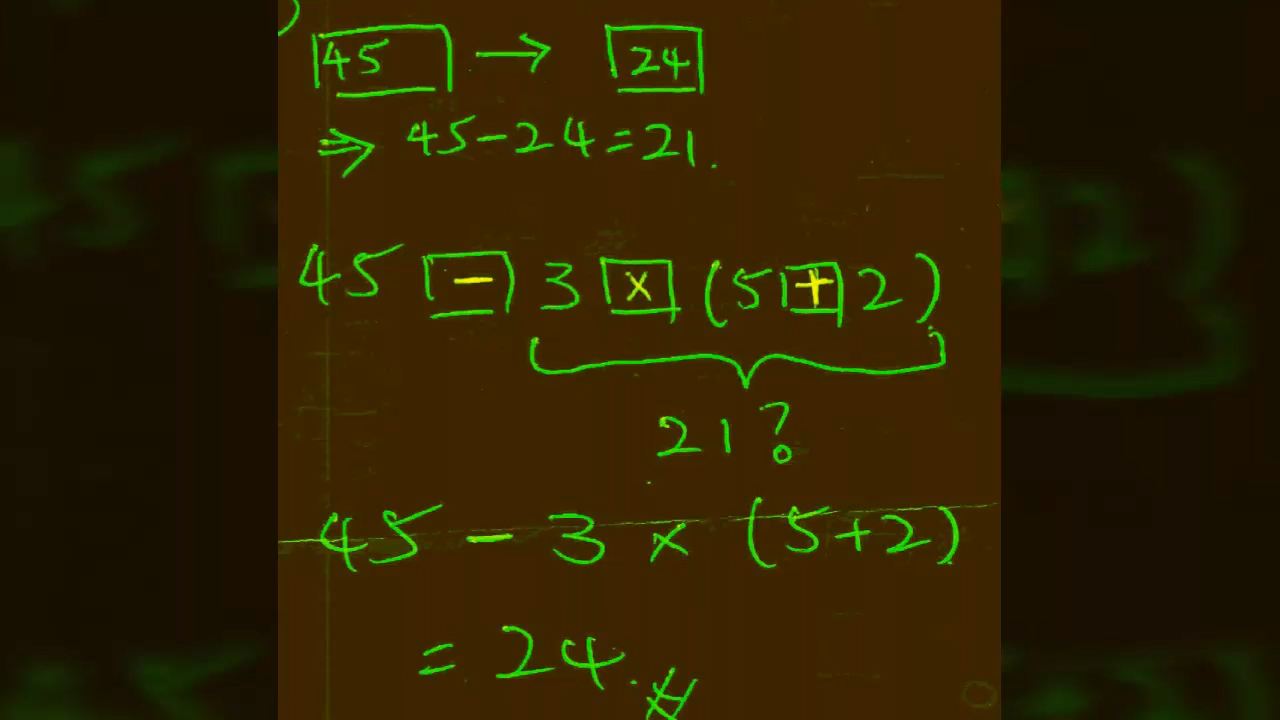 45 → 24
⇒ 45-24=21.
45 - 3 × (5 + 2)
21?
45 - 3 × (5+2)
= 24.